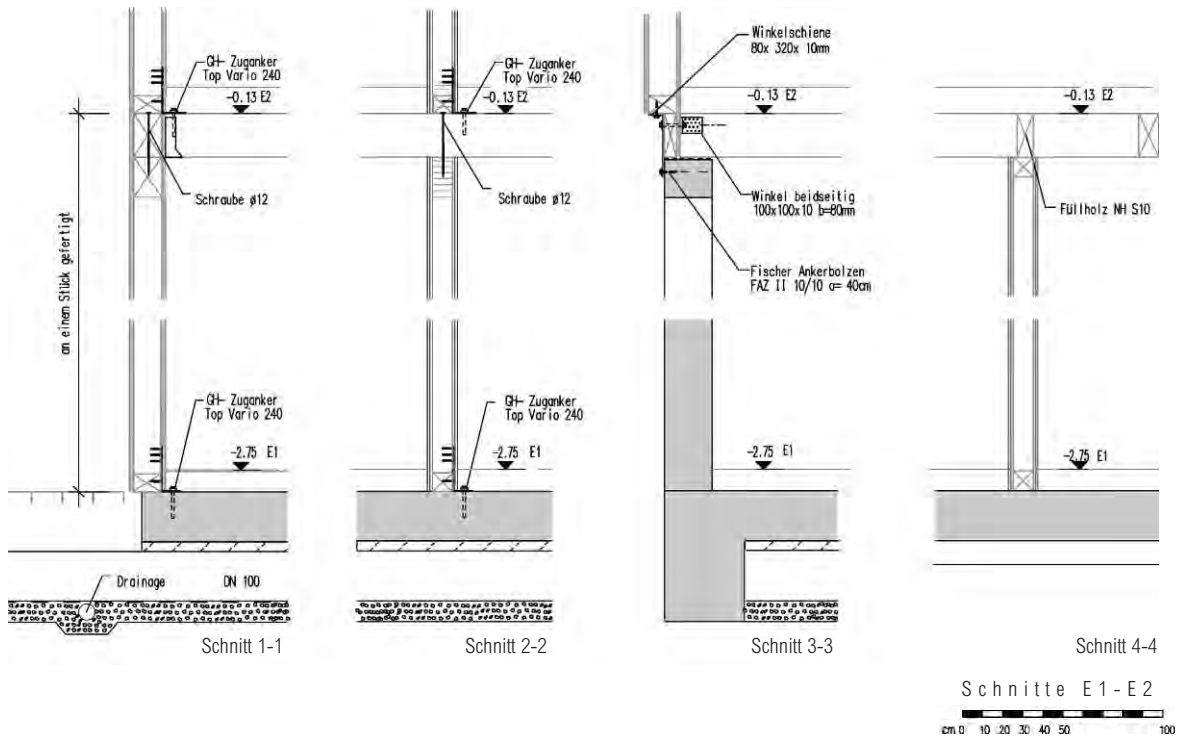 GH- Zuganker
Top Vario 240
-0.13 E2
Schraube ø12
an einem Stück gefertigt
GH- Zuganker
Top Vario 240
-2.75 E1
Drainage DN 100
Schnitt 1-1
GH- Zuganker
Top Vario 240
-0.13 E2
Schraube ø12
GH- Zuganker
Top Vario 240
-2.75 E1
Schnitt 2-2
Winkelschiene
80x 320x 10mm
-0.13 E2
Winkel beidseitig
100x100x10 b=80mm
Fischer Ankerbolzen
FAZ II 10/10 a= 40cm
-2.75 E1
Schnitt 3-3
-0.13 E2
Füllholz NH S10
-2.75 E1
Schnitt 4-4
Schnitte E1-E2
cm 0 10 20 30 40 50 100